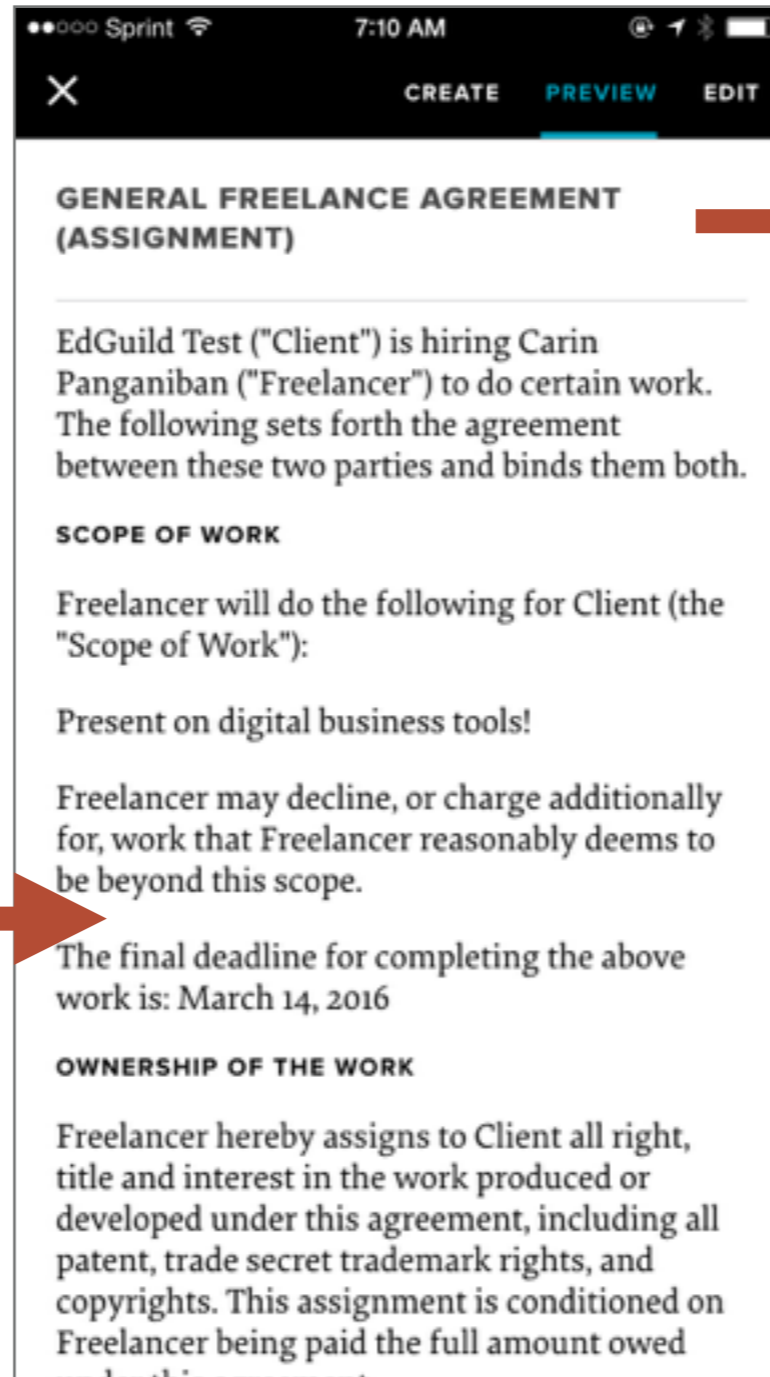 Sprint 7:10 AM
CREATE PREVIEW EDIT
GENERAL FREELANCE AGREEMENT
(ASSIGNMENT)
EdGuild Test ("Client") is hiring Carin
Panganiban ("Freelancer") to do certain work.
The following sets forth the agreement
between these two parties and binds them both.
SCOPE OF WORK
Freelancer will do the following for Client (the
"Scope of Work"):
Present on digital business tools!
Freelancer may decline, or charge additionally
for, work that Freelancer reasonably deems to
be beyond this scope.
The final deadline for completing the above
work is: March 14, 2016
OWNERSHIP OF THE WORK
Freelancer hereby assigns to Client all right,
title and interest in the work produced or
developed under this agreement, including all
patent, trade secret trademark rights, and
copyrights. This assignment is conditioned on
Freelancer being paid the full amount owed